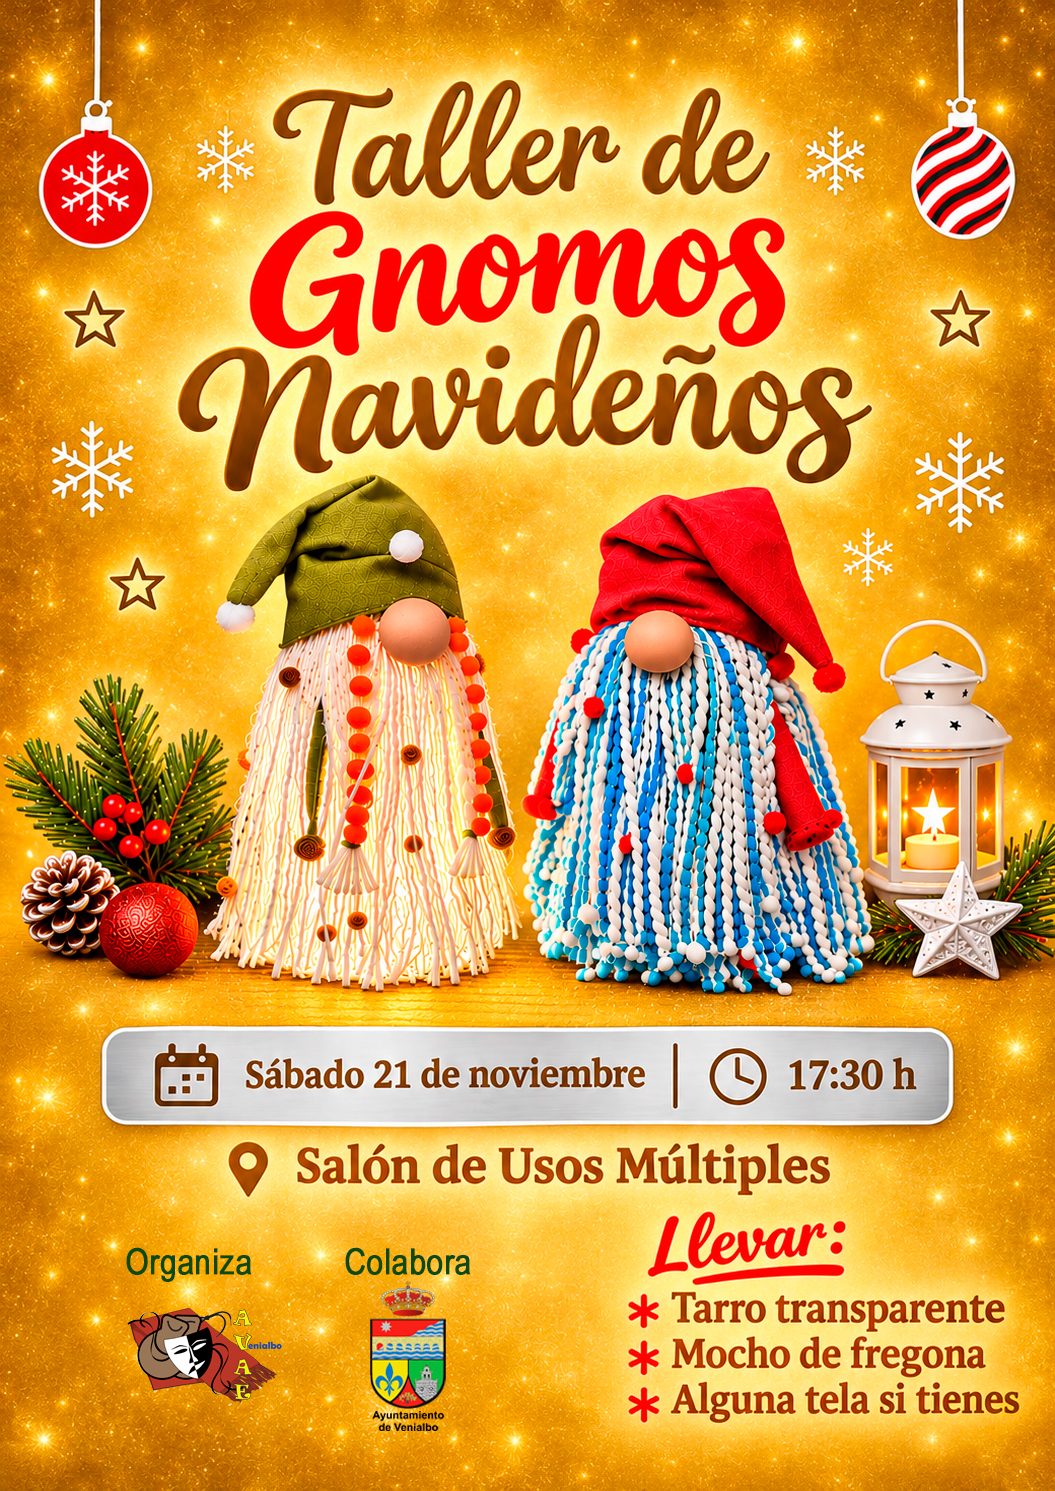 Taller de
Gnomos
Navideños
Sábado 21 de noviembre
17:30 h
Salón de Usos Múltiples
Llevar:
Tarro transparente
Mocho de fregona
Alguna tela si tienes
Organiza
AVAE
Venialbo
Colabora
Ayuntamiento
de Venialbo